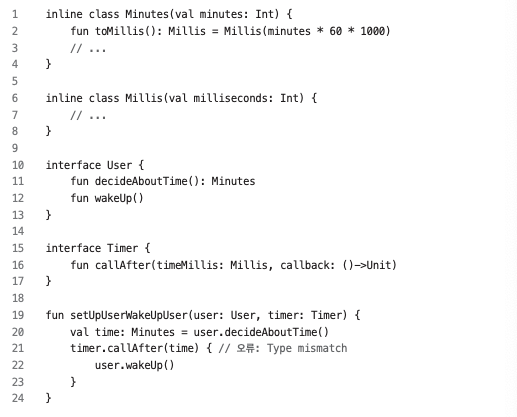 1 inline class Minutes(val minutes: Int) {
2     fun toMillis(): Millis = Millis(minutes * 60 * 1000)
3     // ...
4 }
5
6 inline class Millis(val milliseconds: Int) {
7     // ...
8 }
9
10 interface User {
11     fun decideAboutTime(): Minutes
12     fun wakeUp()
13 }
14
15 interface Timer {
16     fun callAfter(timeMillis: Millis, callback: ()->Unit)
17 }
18
19 fun setUpUserWakeUpUser(user: User, timer: Timer) {
20     val time: Minutes = user.decideAboutTime()
21     timer.callAfter(time) { // 오류: Type mismatch
22         user.wakeUp()
23     }
24 }